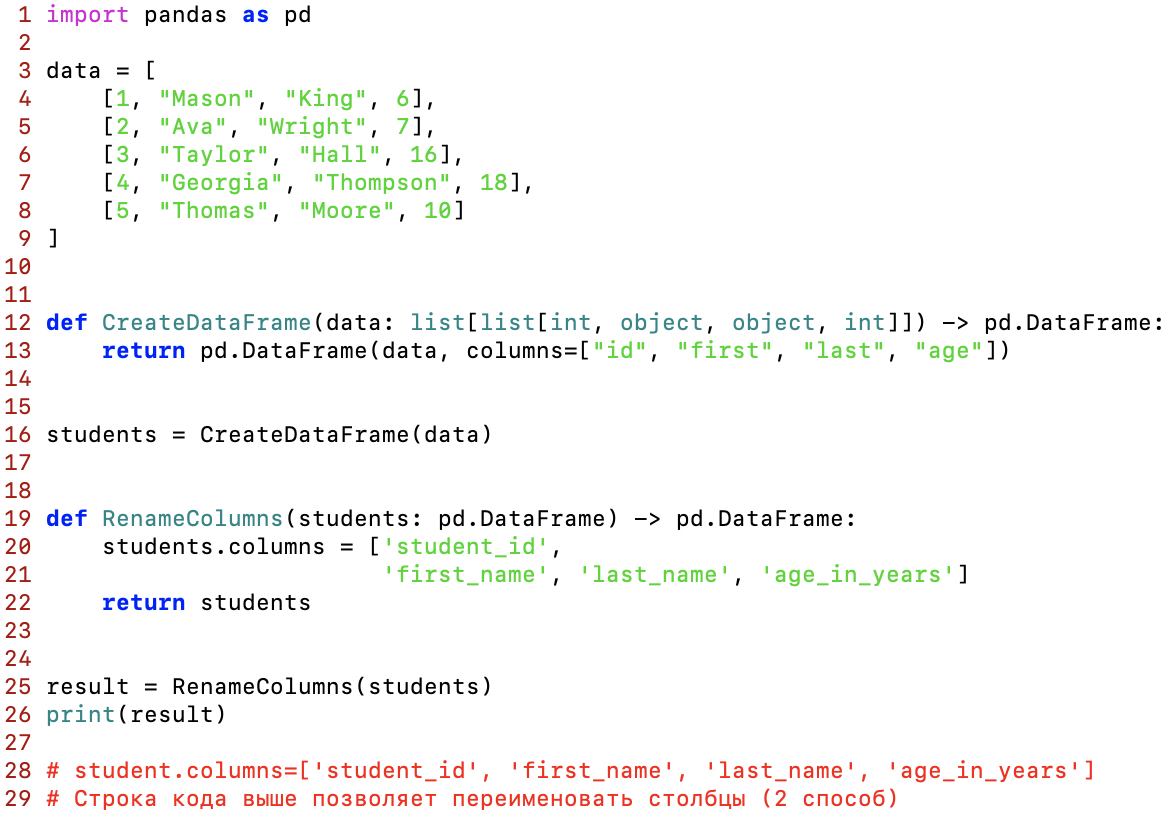 1 import pandas as pd
2
3 data = [
4     [1, "Mason", "King", 6],
5     [2, "Ava", "Wright", 7],
6     [3, "Taylor", "Hall", 16],
7     [4, "Georgia", "Thompson", 18],
8     [5, "Thomas", "Moore", 10]
9 ]
10
11
12 def CreateDataFrame(data: list[list[int, object, object, int]]) -> pd.DataFrame:
13     return pd.DataFrame(data, columns=["id", "first", "last", "age"])
14
15
16 students = CreateDataFrame(data)
17
18
19 def RenameColumns(students: pd.DataFrame) -> pd.DataFrame:
20     students.columns = ['student_id',
21                         'first_name', 'last_name', 'age_in_years']
22     return students
23
24
25 result = RenameColumns(students)
26 print(result)
27
28 # student.columns=['student_id', 'first_name', 'last_name', 'age_in_years']
29 # Строка кода выше позволяет переименовать столбцы (2 способ)